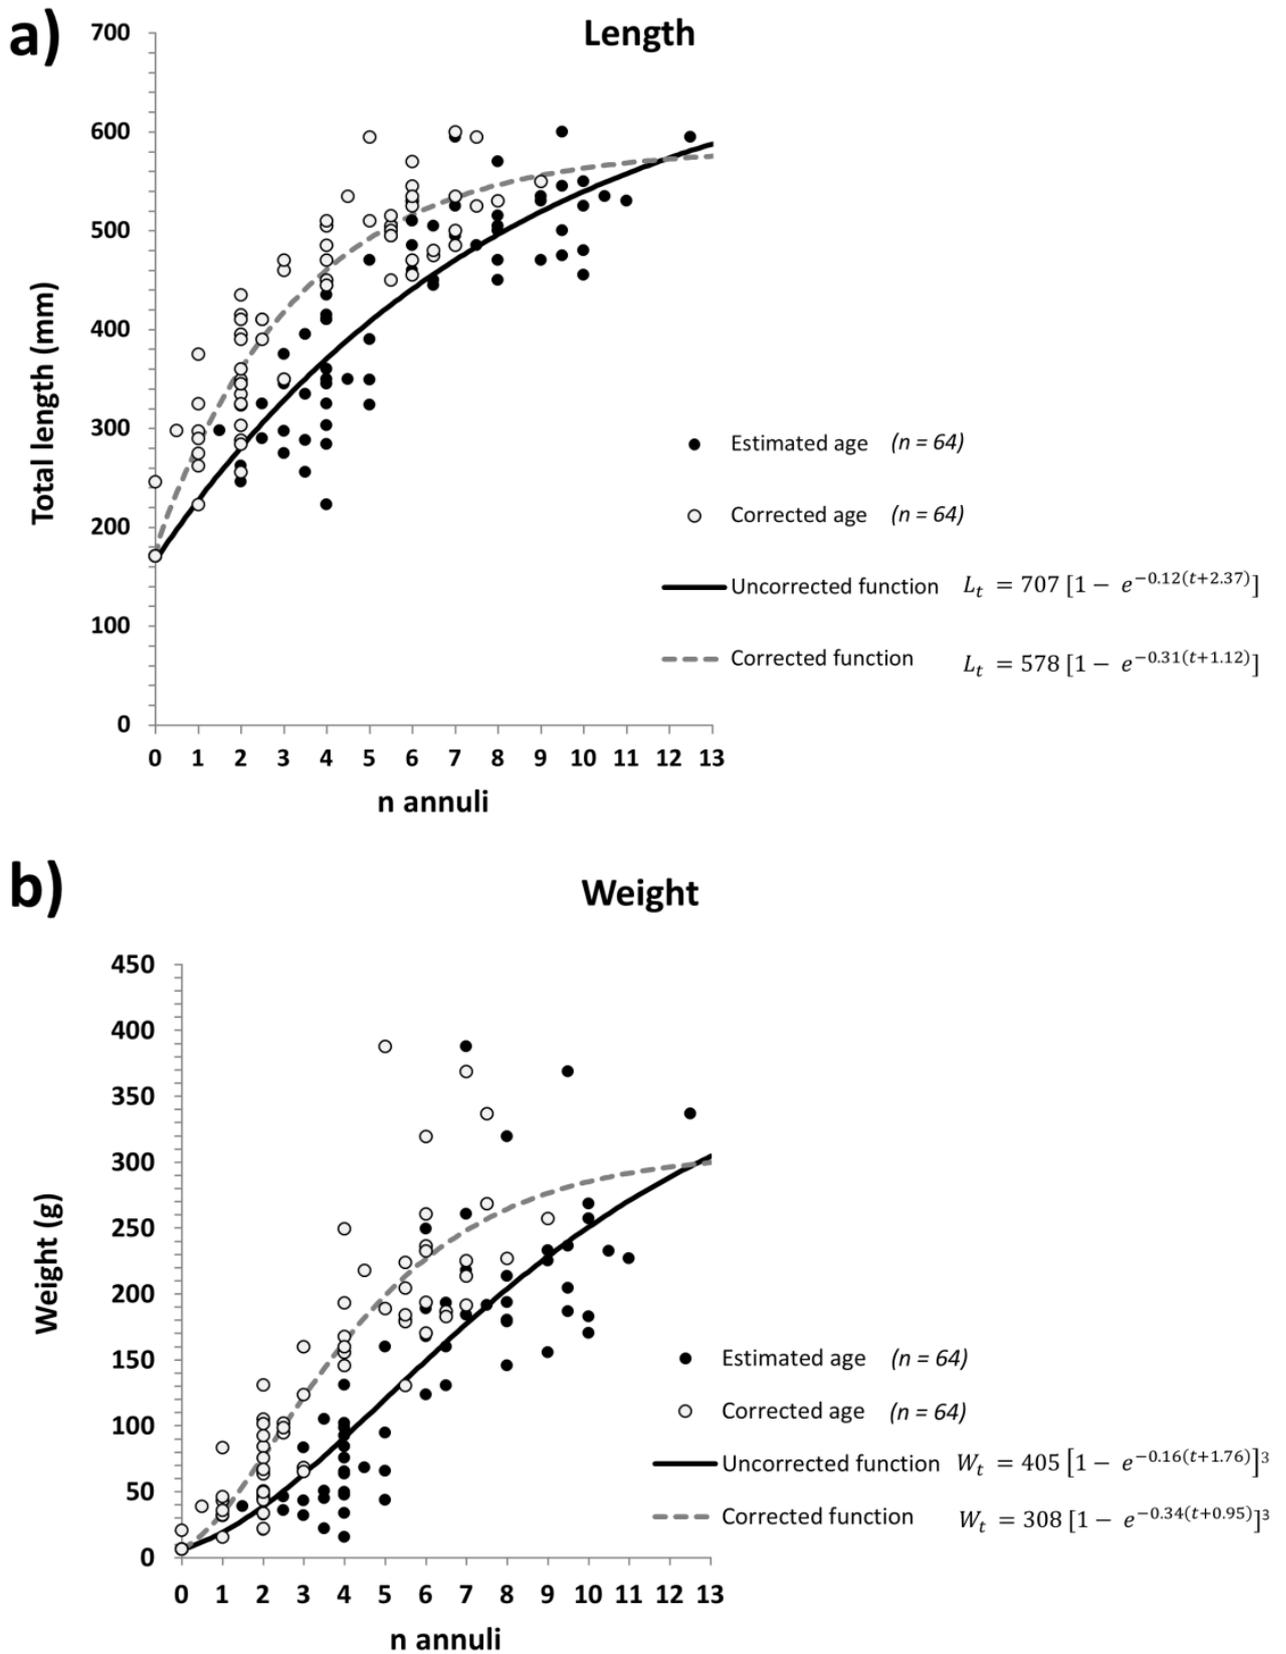 a)
Length
700
600
500
400
300
200
100
0
Total length (mm)
0 1 2 3 4 5 6 7 8 9 10 11 12 13
n annuli
Estimated age (n = 64)
Corrected age (n = 64)
Uncorrected function L_t = 707 [1 − e^{−0.12(t+2.37)}]
Corrected function L_t = 578 [1 − e^{−0.31(t+1.12)}]
b)
Weight
450
400
350
300
250
200
150
100
50
0
Weight (g)
0 1 2 3 4 5 6 7 8 9 10 11 12 13
n annuli
Estimated age (n = 64)
Corrected age (n = 64)
Uncorrected function W_t = 405 [1 − e^{−0.16(t+1.76)}]^3
Corrected function W_t = 308 [1 − e^{−0.34(t+0.95)}]^3